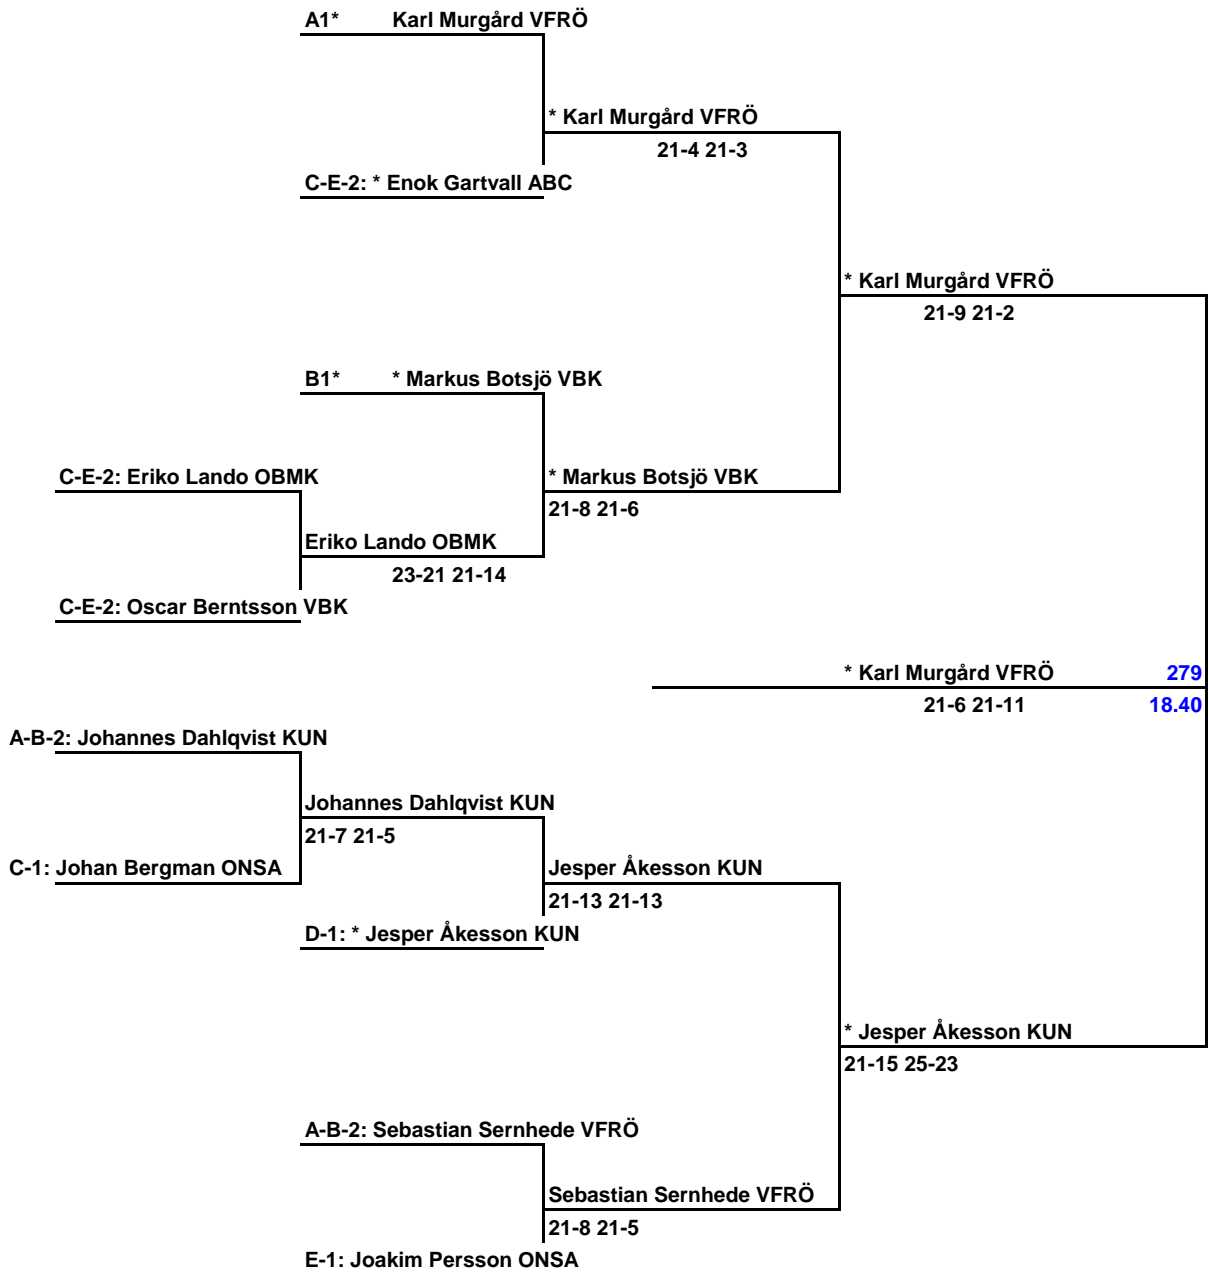 A1* Karl Murgård VFRÖ
* Karl Murgård VFRÖ
21-4 21-3
C-E-2: * Enok Gartvall ABC
* Karl Murgård VFRÖ
21-9 21-2
B1* * Markus Botsjö VBK
C-E-2: Eriko Lando OBMK
* Markus Botsjö VBK
21-8 21-6
Eriko Lando OBMK
23-21 21-14
C-E-2: Oscar Berntsson VBK
* Karl Murgård VFRÖ 279
21-6 21-11 18.40
A-B-2: Johannes Dahlqvist KUN
Johannes Dahlqvist KUN
21-7 21-5
C-1: Johan Bergman ONSA
Jesper Åkesson KUN
21-13 21-13
D-1: * Jesper Åkesson KUN
* Jesper Åkesson KUN
21-15 25-23
A-B-2: Sebastian Sernhede VFRÖ
Sebastian Sernhede VFRÖ
21-8 21-5
E-1: Joakim Persson ONSA